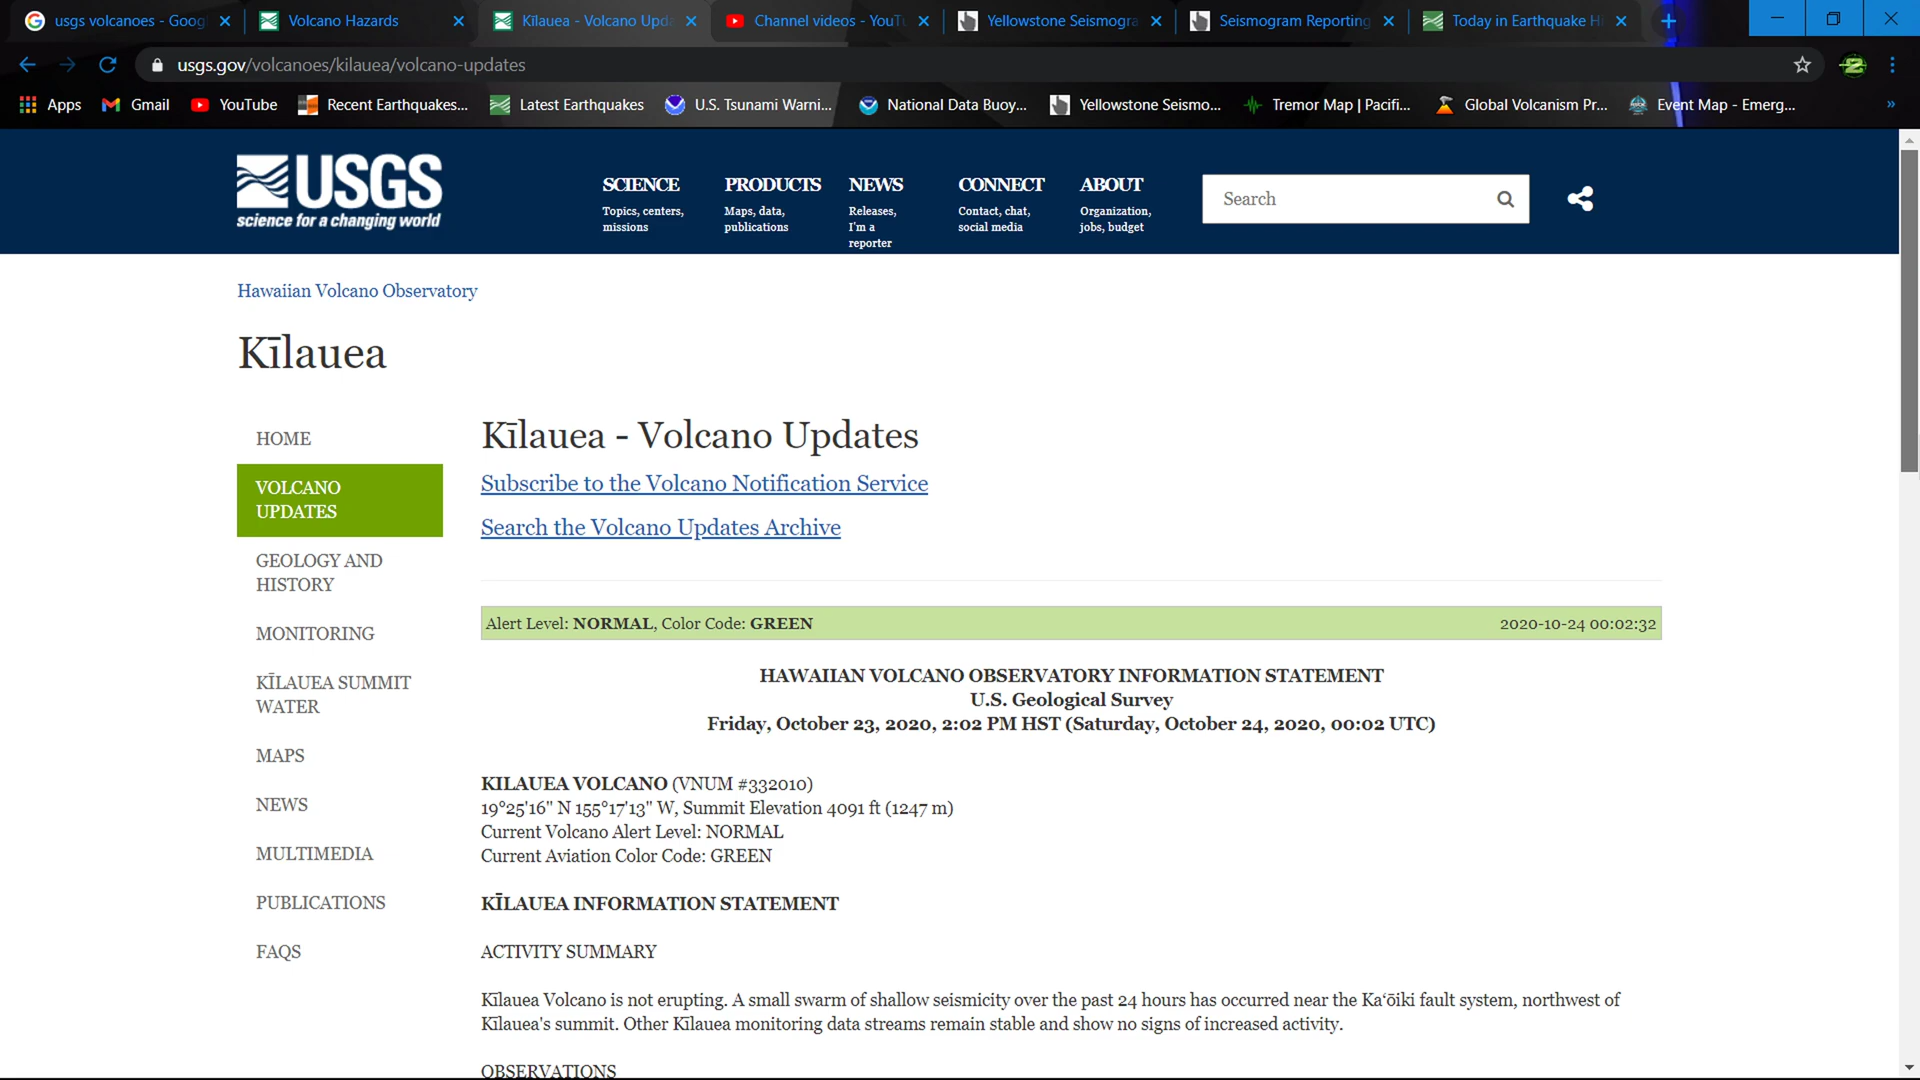 usgs volcanoes - Goog
Volcano Hazards
Kīlauea - Volcano Upda
Channel videos - YouTu
Yellowstone Seismogra
Seismogram Reporting
Today in Earthquake Hi
usgs.gov/volcanoes/kilauea/volcano-updates
Apps
Gmail
YouTube
Recent Earthquakes...
Latest Earthquakes
U.S. Tsunami Warni...
National Data Buoy...
Yellowstone Seismo...
Tremor Map | Pacifi...
Global Volcanism Pr...
Event Map - Emerg...
»
USGS
science for a changing world
SCIENCE
Topics, centers,
missions
PRODUCTS
Maps, data,
publications
NEWS
Releases,
I'm a
reporter
CONNECT
Contact, chat,
social media
ABOUT
Organization,
jobs, budget
Search
Hawaiian Volcano Observatory
Kīlauea
HOME
VOLCANO
UPDATES
GEOLOGY AND
HISTORY
MONITORING
KĪLAUEA SUMMIT
WATER
MAPS
NEWS
MULTIMEDIA
PUBLICATIONS
FAQS
Kīlauea - Volcano Updates
Subscribe to the Volcano Notification Service
Search the Volcano Updates Archive
Alert Level: NORMAL, Color Code: GREEN
2020-10-24 00:02:32
HAWAIIAN VOLCANO OBSERVATORY INFORMATION STATEMENT
U.S. Geological Survey
Friday, October 23, 2020, 2:02 PM HST (Saturday, October 24, 2020, 00:02 UTC)
KILAUEA VOLCANO (VNUM #332010)
19°25'16" N 155°17'13" W, Summit Elevation 4091 ft (1247 m)
Current Volcano Alert Level: NORMAL
Current Aviation Color Code: GREEN
KĪLAUEA INFORMATION STATEMENT
ACTIVITY SUMMARY
Kīlauea Volcano is not erupting. A small swarm of shallow seismicity over the past 24 hours has occurred near the Kaʻōiki fault system, northwest of
Kīlauea's summit. Other Kīlauea monitoring data streams remain stable and show no signs of increased activity.
OBSERVATIONS